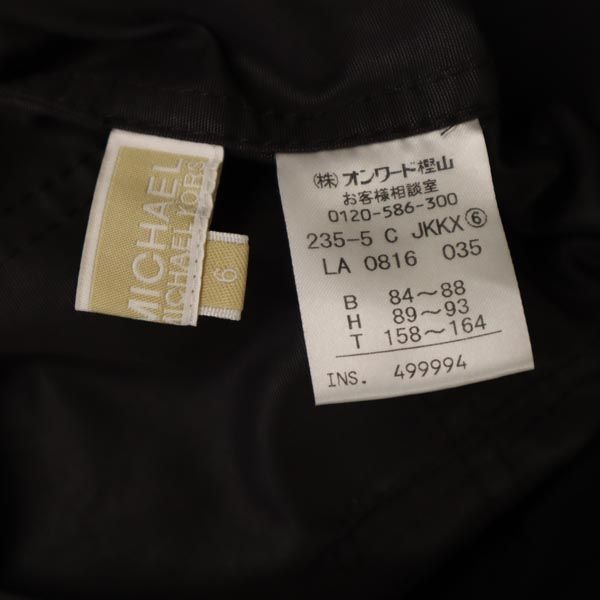 MICHAEL
MICHAEL KORS
6
(株)オンワード樫山
お客様相談室
0120-586-300
235-5 C JKKX⑥
LA 0816 035
B 84～88
H 89～93
T 158～164
INS. 499994